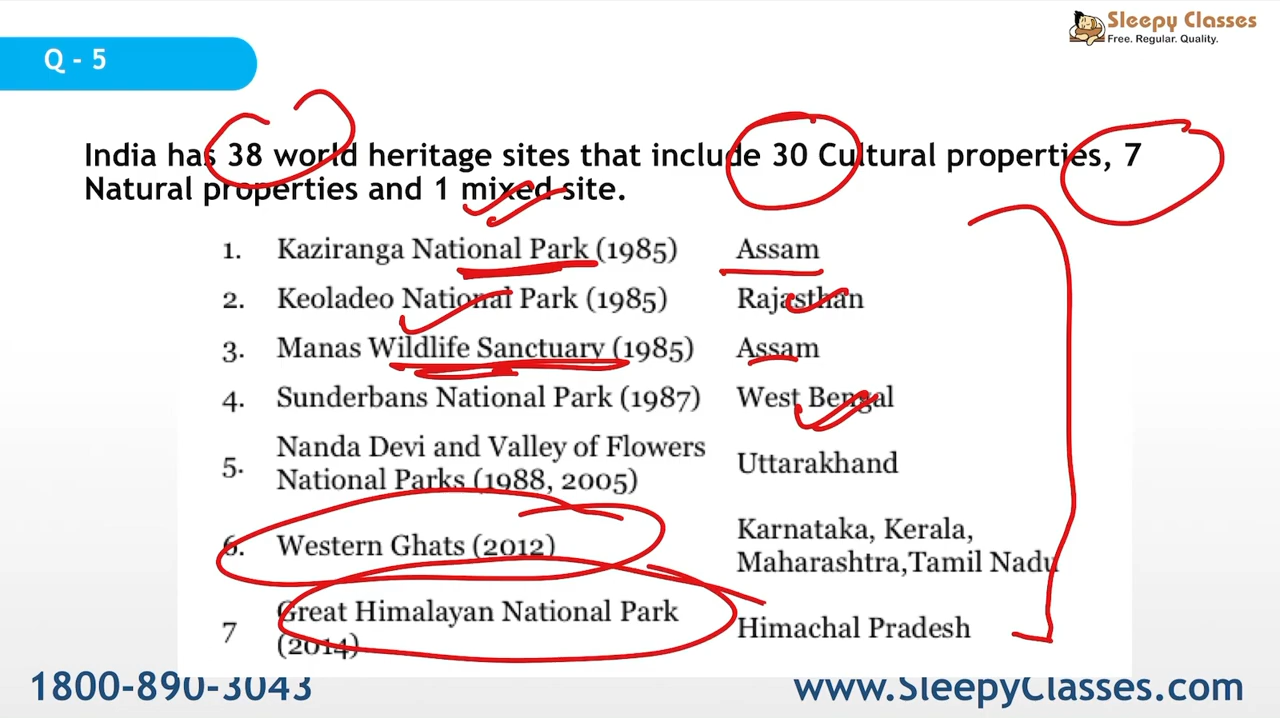 Sleepy Classes
Free. Regular. Quality.
Q - 5
India has 38 world heritage sites that include 30 Cultural properties, 7
Natural properties and 1 mixed site.
1. Kaziranga National Park (1985) Assam
2. Keoladeo National Park (1985) Rajasthan
3. Manas Wildlife Sanctuary (1985) Assam
4. Sunderbans National Park (1987) West Bengal
Nanda Devi and Valley of Flowers
5. National Parks (1988, 2005) Uttarakhand
6. Western Ghats (2012) Karnataka, Kerala,
Maharashtra,Tamil Nadu
7 Great Himalayan National Park Himachal Pradesh
(2014)
1800-890-3043 www.SleepyClasses.com